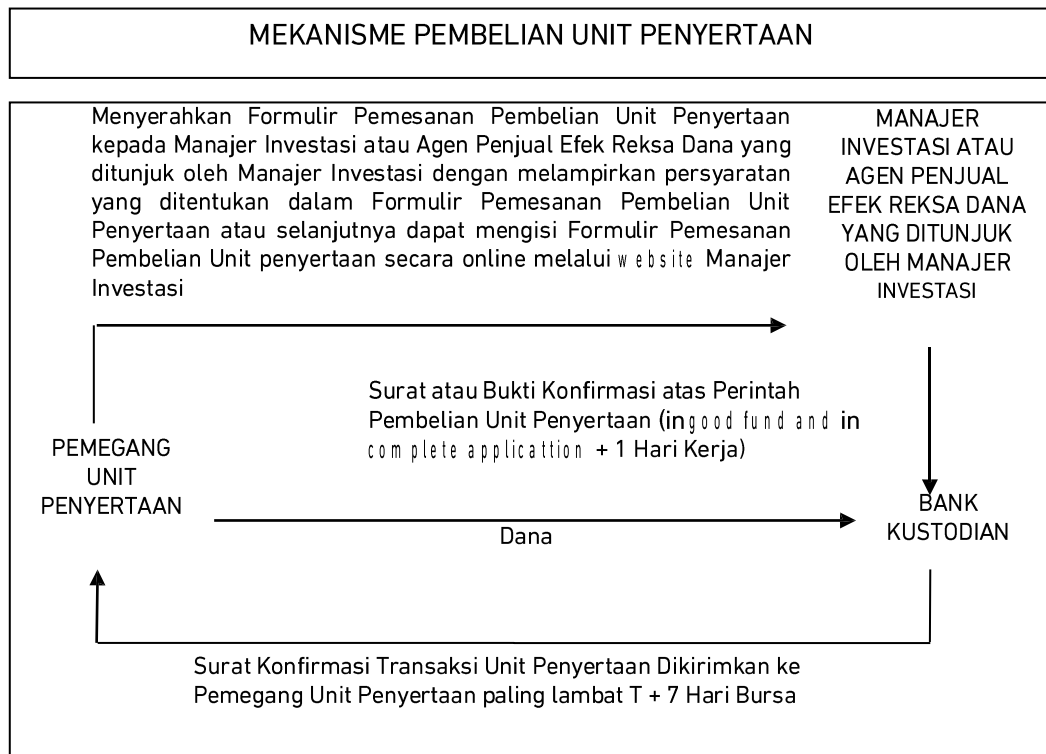 MEKANISME PEMBELIAN UNIT PENYERTAAN
Menyerahkan Formulir Pemesanan Pembelian Unit Penyertaan
kepada Manajer Investasi atau Agen Penjual Efek Reksa Dana yang
ditunjuk oleh Manajer Investasi dengan melampirkan persyaratan
yang ditentukan dalam Formulir Pemesanan Pembelian Unit
Penyertaan atau selanjutnya dapat mengisi Formulir Pemesanan
Pembelian Unit penyertaan secara online melalui website Manajer
Investasi
MANAJER
INVESTASI ATAU
AGEN PENJUAL
EFEK REKSA DANA
YANG DITUNJUK
OLEH MANAJER
INVESTASI
Surat atau Bukti Konfirmasi atas Perintah
Pembelian Unit Penyertaan (in good fund and in
complete applicattion + 1 Hari Kerja)
PEMEGANG
UNIT
PENYERTAAN
Dana
BANK
KUSTODIAN
Surat Konfirmasi Transaksi Unit Penyertaan Dikirimkan ke
Pemegang Unit Penyertaan paling lambat T + 7 Hari Bursa